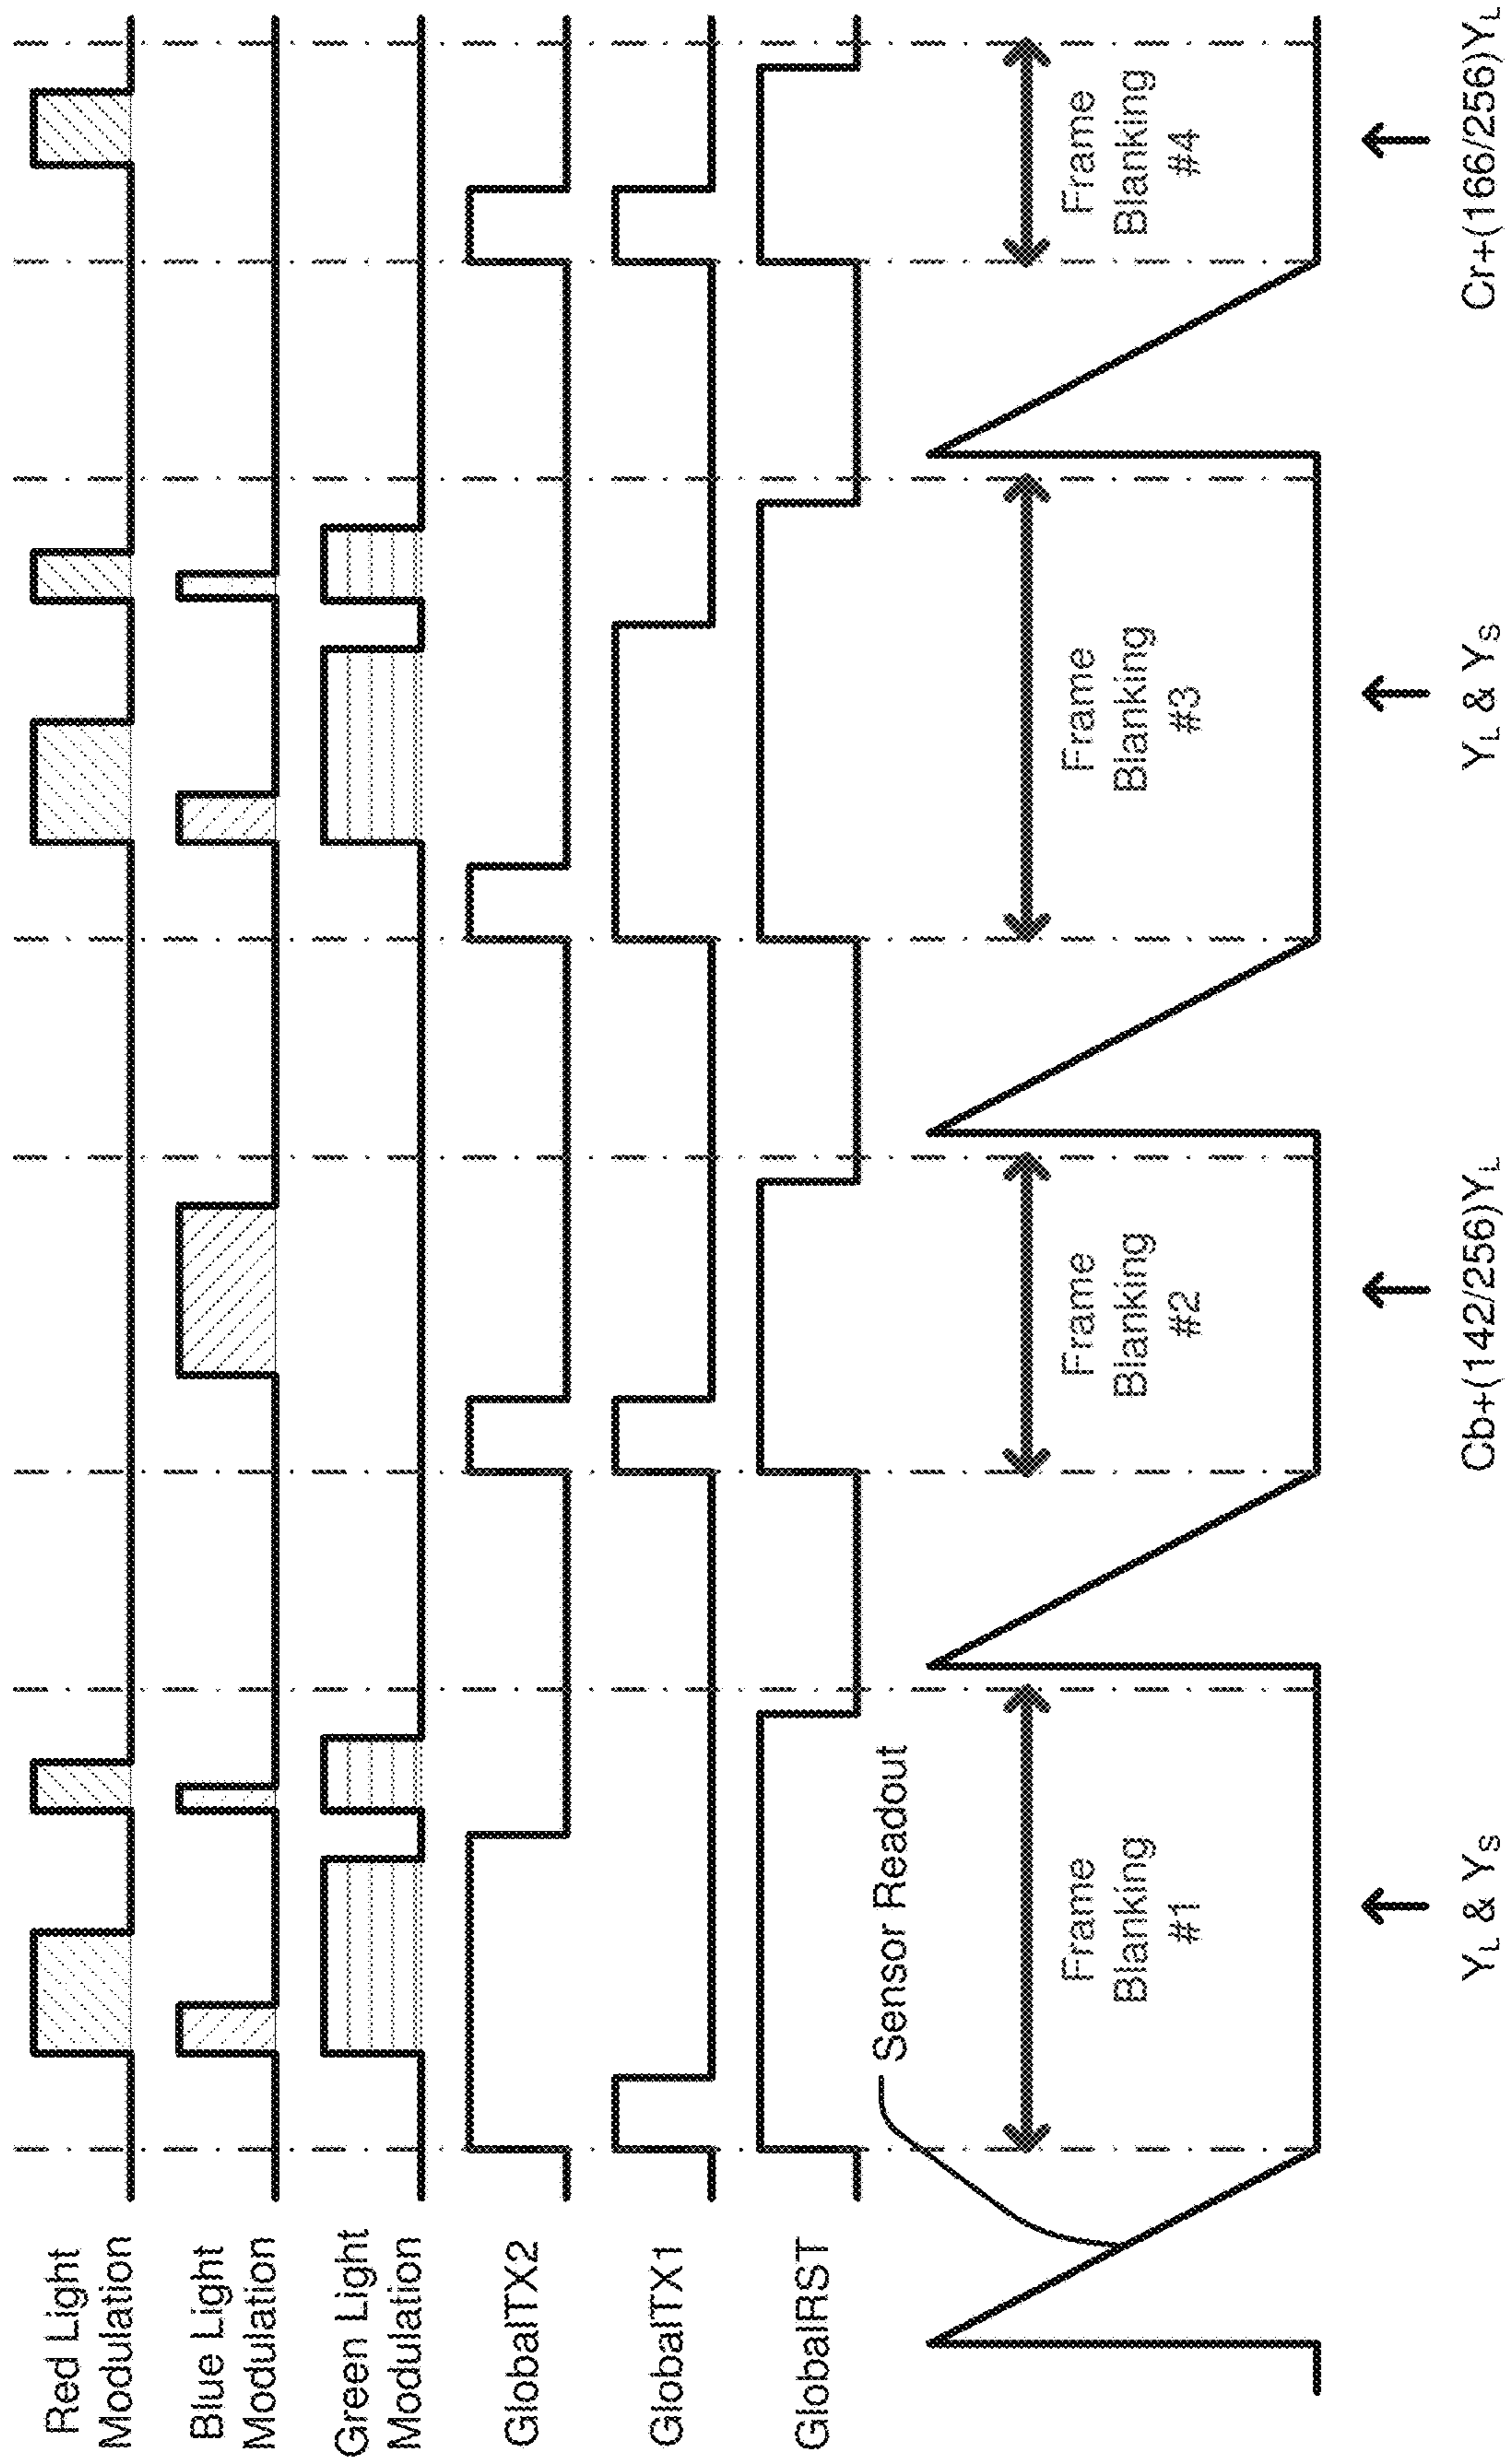 Red Light
Modulation
Blue Light
Modulation
Green Light
Modulation
GlobalTX2
GlobalTX1
GlobalRST
Sensor Readout
Frame
Blanking
#1
Frame
Blanking
#2
Frame
Blanking
#3
Frame
Blanking
#4
YL & YS
Cb+(142/256)YL
YL & YS
Cr+(166/256)YL